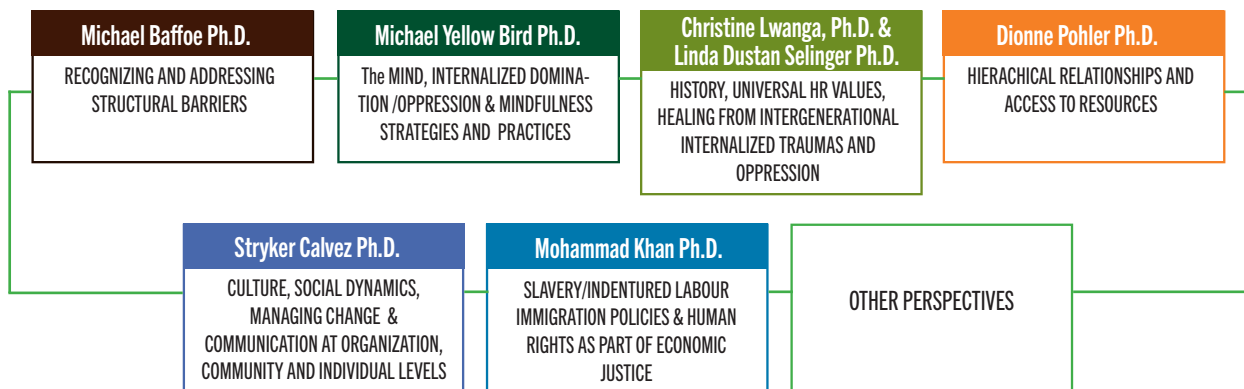 Michael Baffoe Ph.D.
RECOGNIZING AND ADDRESSING
STRUCTURAL BARRIERS
Michael Yellow Bird Ph.D.
The MIND, INTERNALIZED DOMINA-
TION /OPPRESSION & MINDFULNESS
STRATEGIES AND PRACTICES
Christine Lwanga, Ph.D. &
Linda Dustan Selinger Ph.D.
HISTORY, UNIVERSAL HR VALUES,
HEALING FROM INTERGENERATIONAL
INTERNALIZED TRAUMAS AND
OPPRESSION
Dionne Pohler Ph.D.
HIERACHICAL RELATIONSHIPS AND
ACCESS TO RESOURCES
Stryker Calvez Ph.D.
CULTURE, SOCIAL DYNAMICS,
MANAGING CHANGE &
COMMUNICATION AT ORGANIZATION,
COMMUNITY AND INDIVIDUAL LEVELS
Mohammad Khan Ph.D.
SLAVERY/INDENTURED LABOUR
IMMIGRATION POLICIES & HUMAN
RIGHTS AS PART OF ECONOMIC
JUSTICE
OTHER PERSPECTIVES